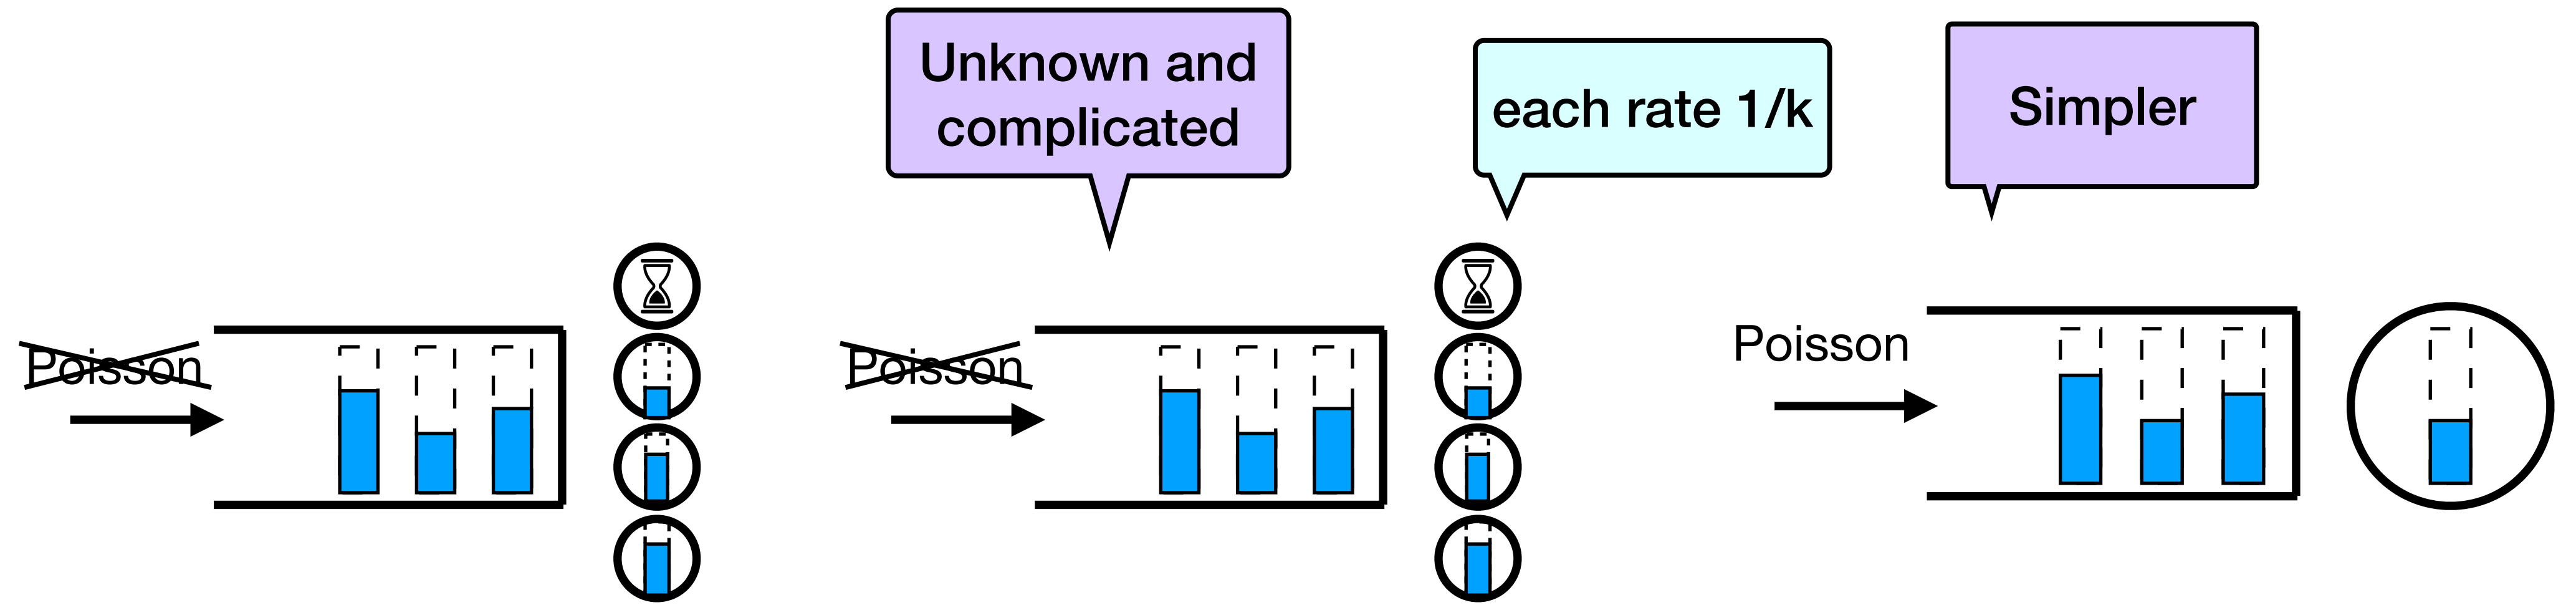 Unknown and
complicated
each rate 1/k
Simpler
Poisson
Poisson
Poisson